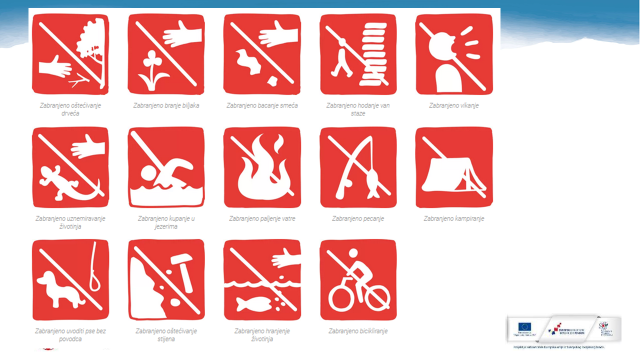 Zabranjeno oštećivanje
drveća
Zabranjeno branje biljaka
Zabranjeno bacanje smeća
Zabranjeno hodanje van
staze
Zabranjeno vikanje
Zabranjeno uznemiravanje
životinja
Zabranjeno kupanje u
jezerima
Zabranjeno paljenje vatre
Zabranjeno pecanje
Zabranjeno kampiranje
Zabranjeno uvoditi pse bez
povodca
Zabranjeno oštećivanje
stijena
Zabranjeno hranjenje
životinja
Zabranjeno bicikliranje